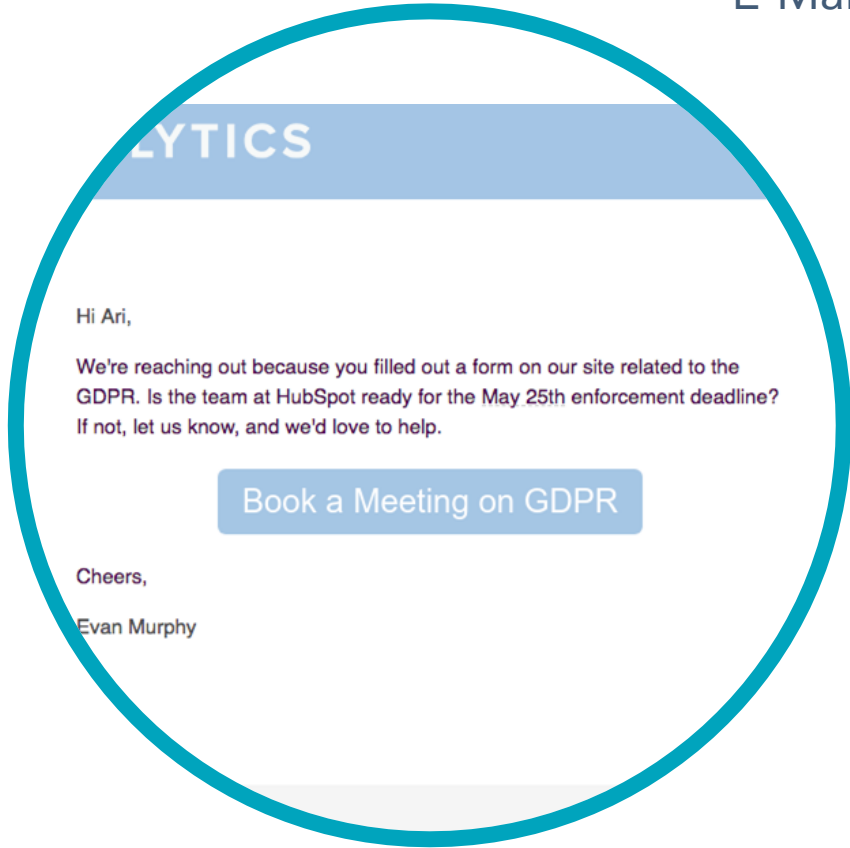 E-Mai
LYTICS
Hi Ari,
We're reaching out because you filled out a form on our site related to the
GDPR. Is the team at HubSpot ready for the May 25th enforcement deadline?
If not, let us know, and we'd love to help.
Book a Meeting on GDPR
Cheers,
Evan Murphy